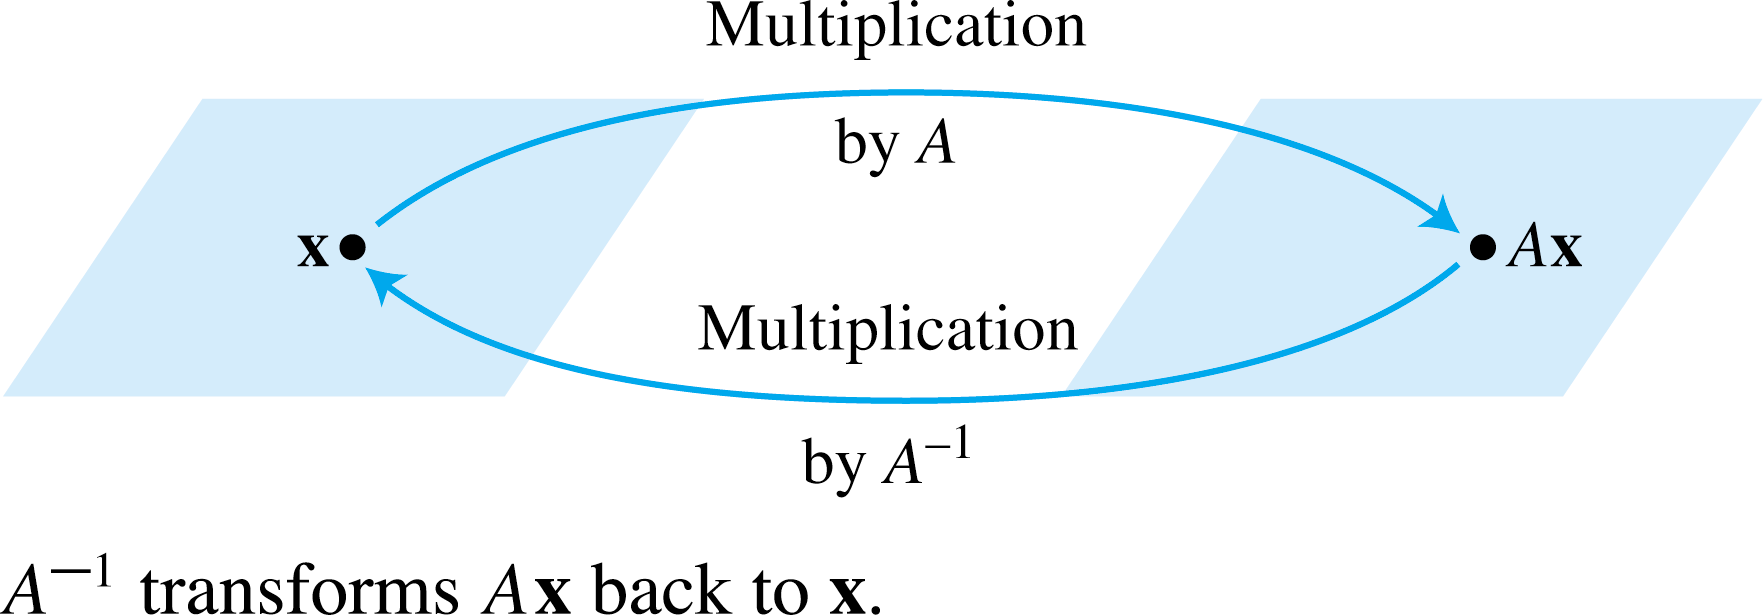 Multiplication
by A
x
Ax
Multiplication
by A⁻¹
A⁻¹ transforms Ax back to x.